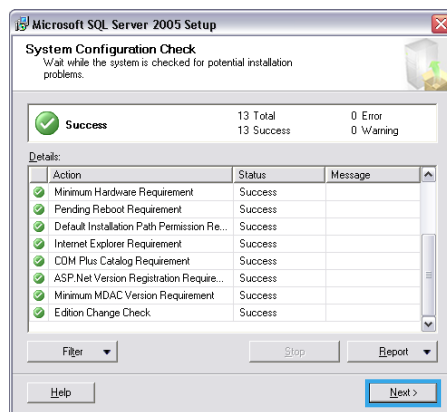 Microsoft SQL Server 2005 Setup
System Configuration Check
Wait while the system is checked for potential installation
problems.
Success
13 Total
0 Error
13 Success
0 Warning
Details:
Action Status Message
Minimum Hardware Requirement Success
Pending Reboot Requirement Success
Default Installation Path Permission Re... Success
Internet Explorer Requirement Success
COM Plus Catalog Requirement Success
ASP.Net Version Registration Require... Success
Minimum MDAC Version Requirement Success
Edition Change Check Success
Filter Stop Report
Help Next >